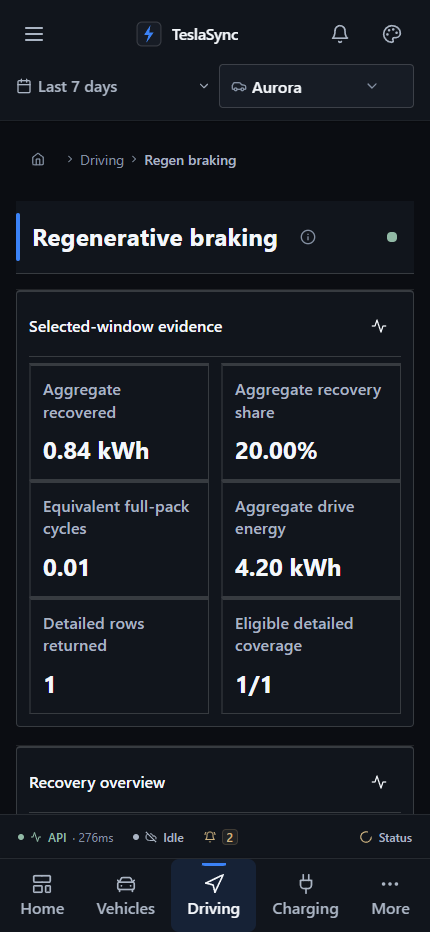 TeslaSync
Last 7 days
Aurora
Driving
Regen braking
Regenerative braking
Selected-window evidence
Aggregate
recovered
0.84 kWh
Aggregate recovery
share
20.00%
Equivalent full-pack
cycles
0.01
Aggregate drive
energy
4.20 kWh
Detailed rows
returned
1
Eligible detailed
coverage
1/1
Recovery overview
API · 276ms
Idle
2
Status
Home
Vehicles
Driving
Charging
More